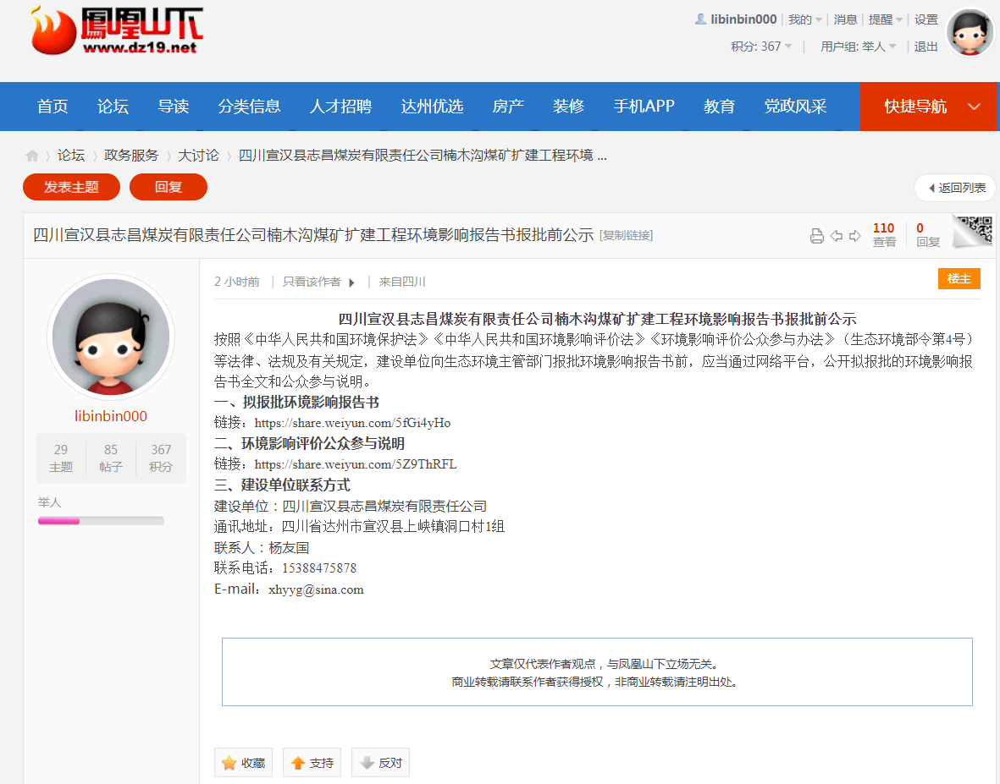 鳳凰山下
www.dz19.net
libinbin000 | 我的 | 消息 | 提醒 | 设置
积分: 367 | 用户组: 举人 | 退出
首页 论坛 导读 分类信息 人才招聘 达州优选 房产 装修 手机APP 教育 党政风采 快捷导航
论坛 › 政务服务 › 大讨论 › 四川宣汉县志昌煤炭有限责任公司楠木沟煤矿扩建工程环境 ...
发表主题 回复 返回列表
四川宣汉县志昌煤炭有限责任公司楠木沟煤矿扩建工程环境影响报告书报批前公示 [复制链接]
110 查看
0 回复
libinbin000
29 主题
85 帖子
367 积分
举人
2 小时前 | 只看该作者 | 来自四川
楼主
四川宣汉县志昌煤炭有限责任公司楠木沟煤矿扩建工程环境影响报告书报批前公示
按照《中华人民共和国环境保护法》《中华人民共和国环境影响评价法》《环境影响评价公众参与办法》（生态环境部令第4号）
等法律、法规及有关规定，建设单位向生态环境主管部门报批环境影响报告书前，应当通过网络平台，公开拟报批的环境影响报
告书全文和公众参与说明。
一、拟报批环境影响报告书
链接：https://share.weiyun.com/5fGi4yHo
二、环境影响评价公众参与说明
链接：https://share.weiyun.com/5Z9ThRFL
三、建设单位联系方式
建设单位：四川宣汉县志昌煤炭有限责任公司
通讯地址：四川省达州市宣汉县上峡镇洞口村1组
联系人：杨友国
联系电话：15388475878
E-mail：xhyyg@sina.com
文章仅代表作者观点，与凤凰山下立场无关。
商业转载请联系作者获得授权，非商业转载请注明出处。
收藏 支持 反对